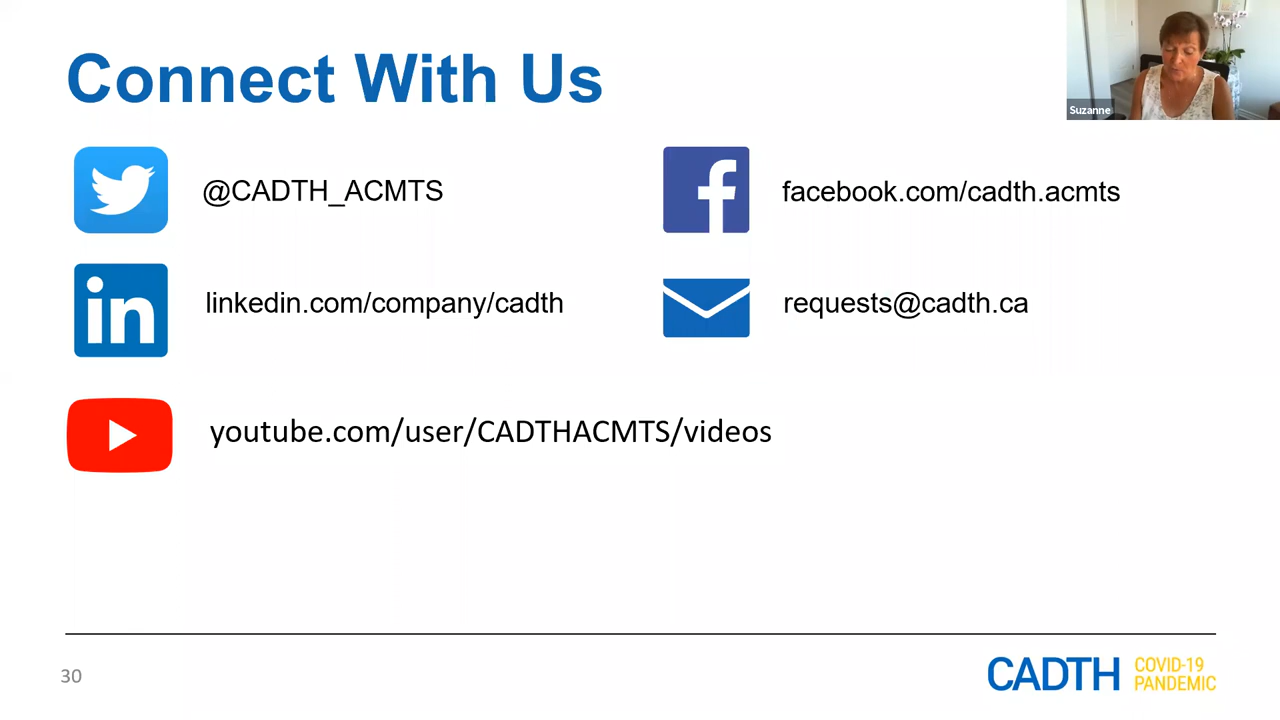 Connect With Us
Suzanne
@CADTH_ACMTS
facebook.com/cadth.acmts
in
linkedin.com/company/cadth
requests@cadth.ca
youtube.com/user/CADTHACMTS/videos
30
CADTH
COVID-19
PANDEMIC